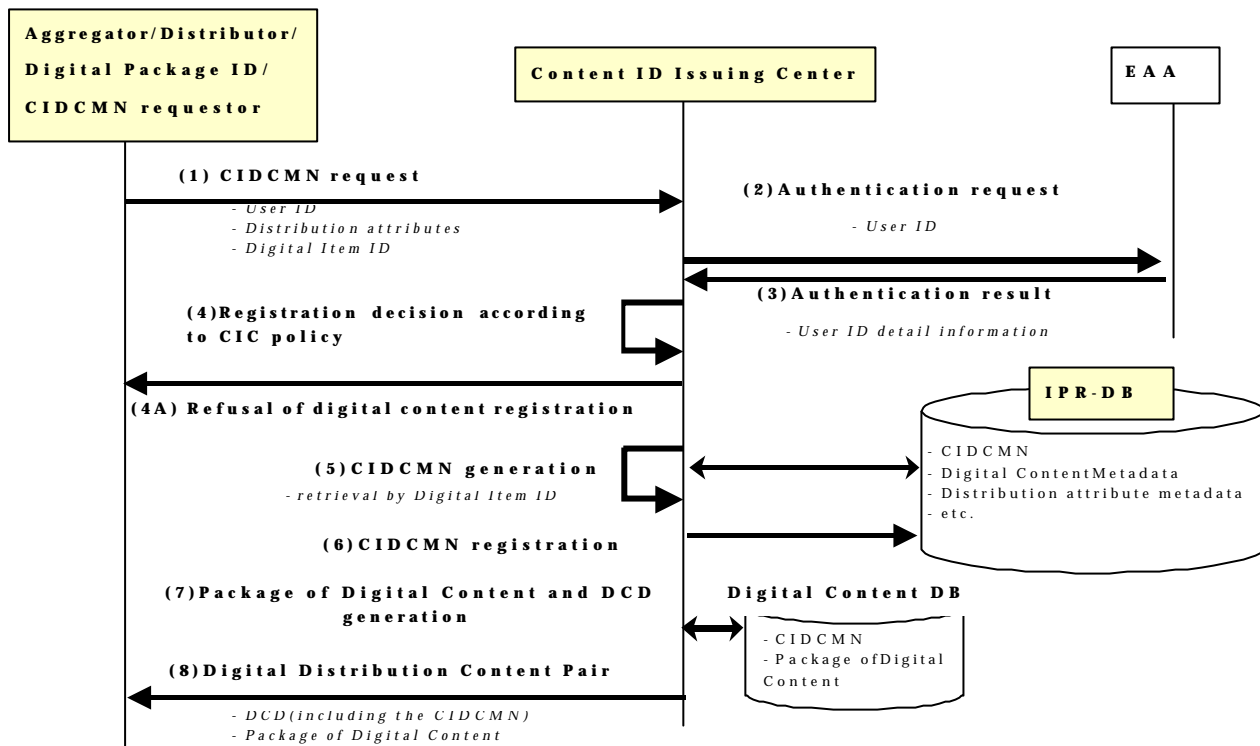 Aggregator/Distributor/
Digital Package ID/
CIDCMN requestor
Content ID Issuing Center
EAA
(1) CIDCMN request
- User ID
- Distribution attributes
- Digital Item ID
(2)Authentication request
- User ID
(3)Authentication result
- User ID detail information
(4)Registration decision according
to CIC policy
(4A) Refusal of digital content registration
IPR-DB
- CIDCMN
- Digital ContentMetadata
- Distribution attribute metadata
- etc.
(5)CIDCMN generation
- retrieval by Digital Item ID
(6)CIDCMN registration
(7)Package of Digital Content and DCD
generation
Digital Content DB
- CIDCMN
- Package ofDigital
Content
(8)Digital Distribution Content Pair
- DCD(including the CIDCMN)
- Package of Digital Content